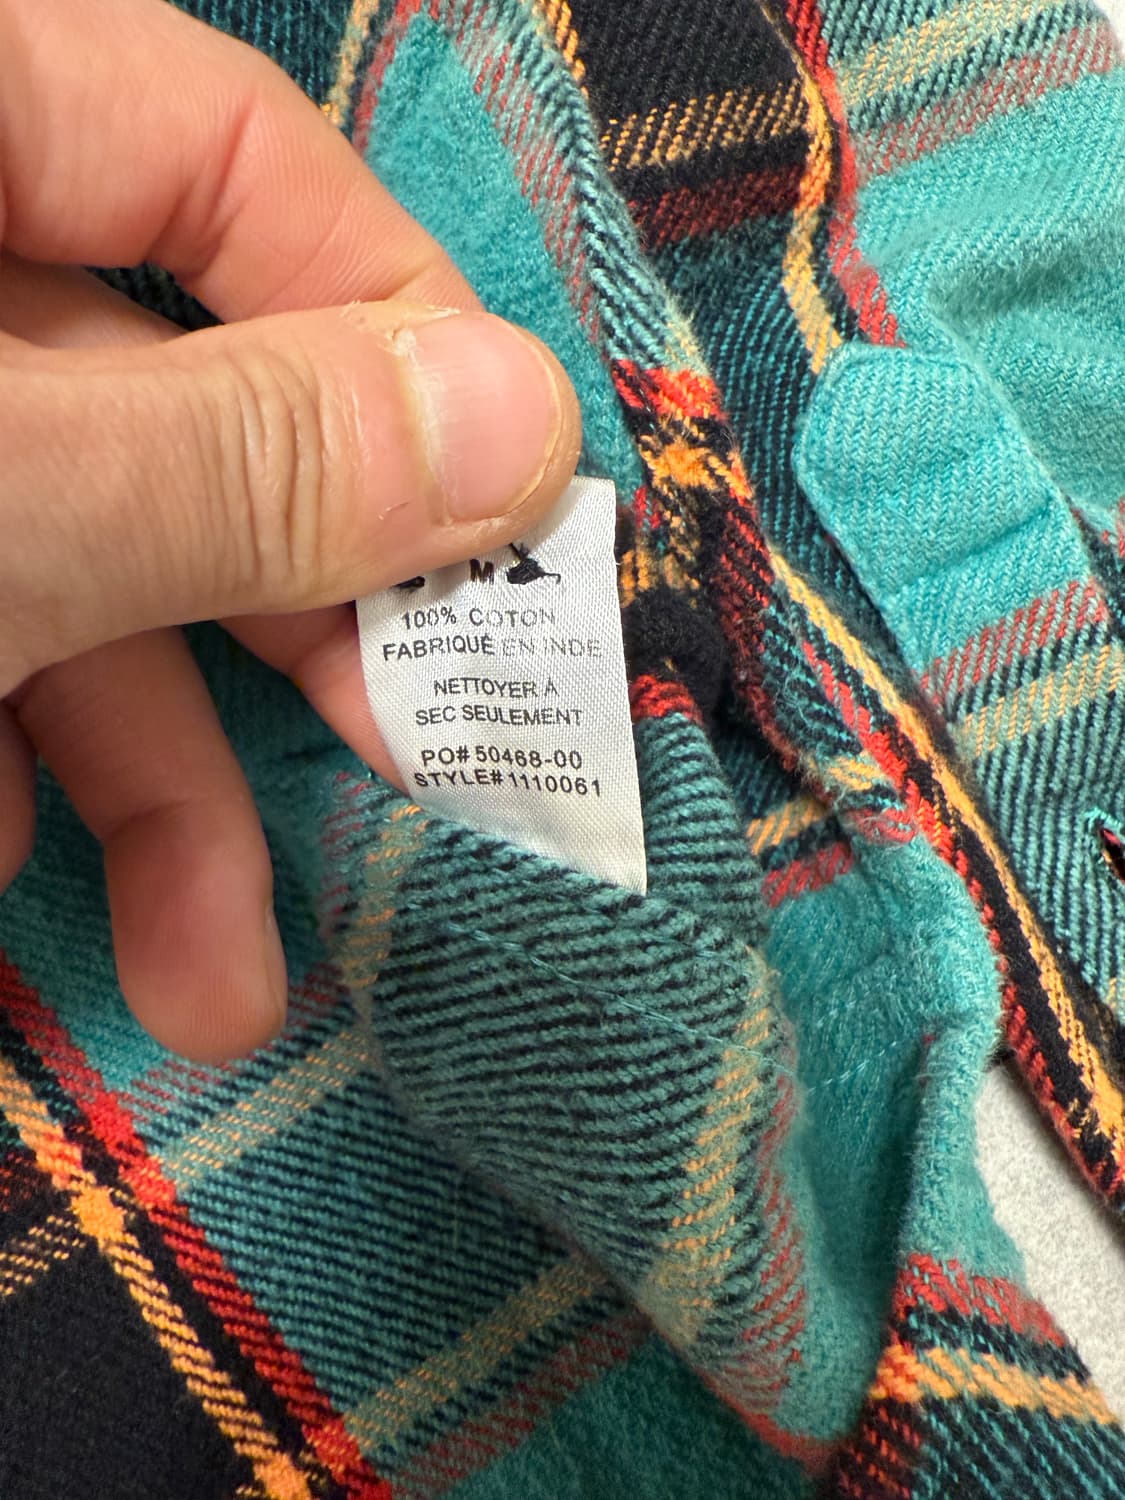 M
100% COTON
FABRIQUÉ EN INDE
NETTOYER À
SEC SEULEMENT
PO# 50468-00
STYLE# 1110061